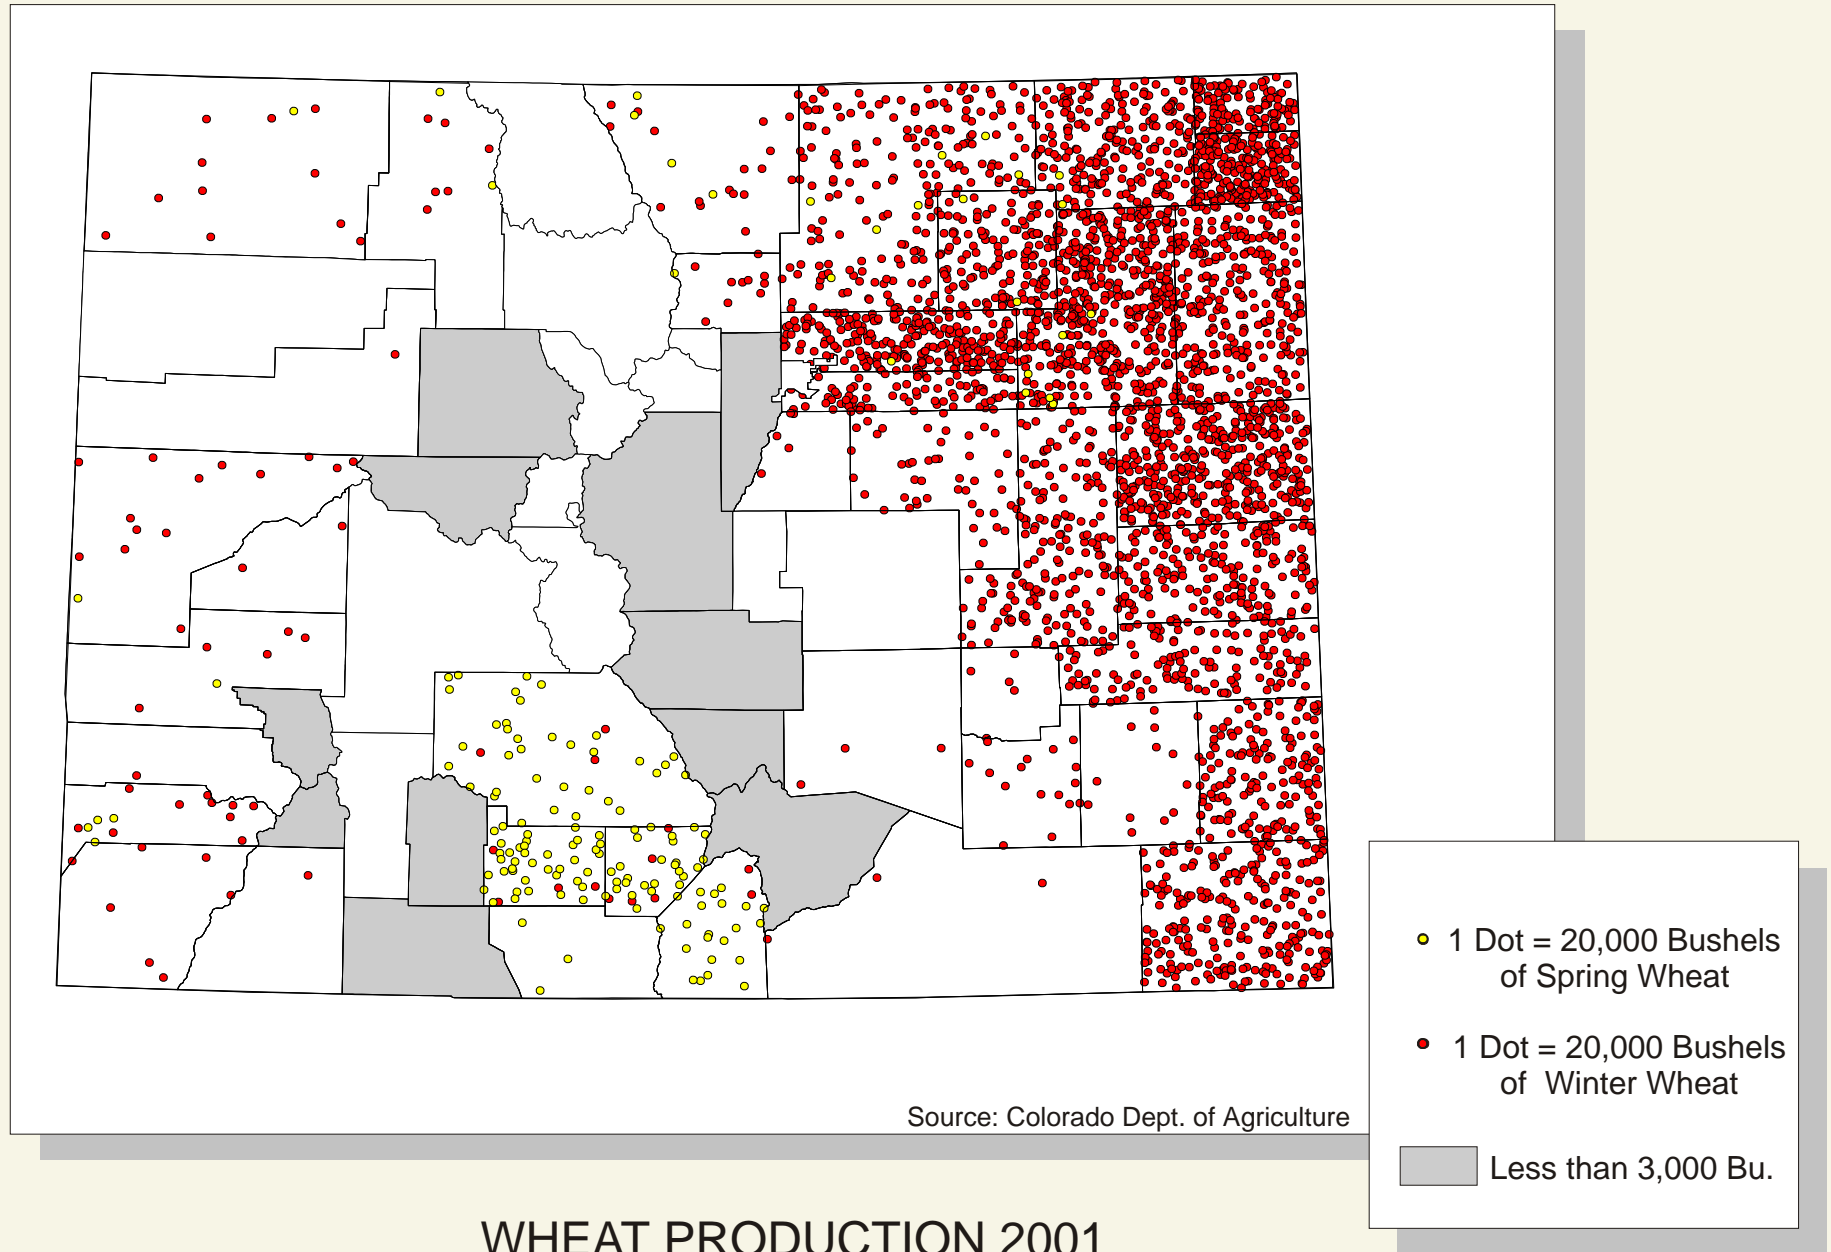 1 Dot = 20,000 Bushels
of Spring Wheat
1 Dot = 20,000 Bushels
of Winter Wheat
Source: Colorado Dept. of Agriculture
Less than 3,000 Bu.
WHEAT PRODUCTION 2001